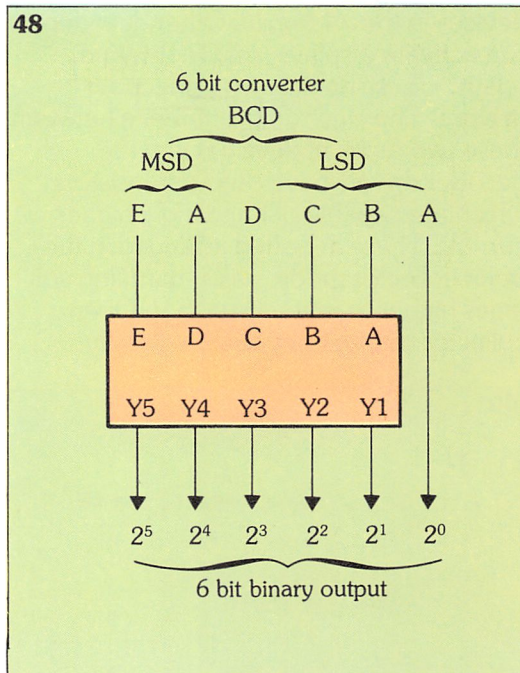 48
6 bit converter
BCD
MSD LSD
E A D C B A
E D C B A
Y5 Y4 Y3 Y2 Y1
2⁵ 2⁴ 2³ 2² 2¹ 2⁰
6 bit binary output